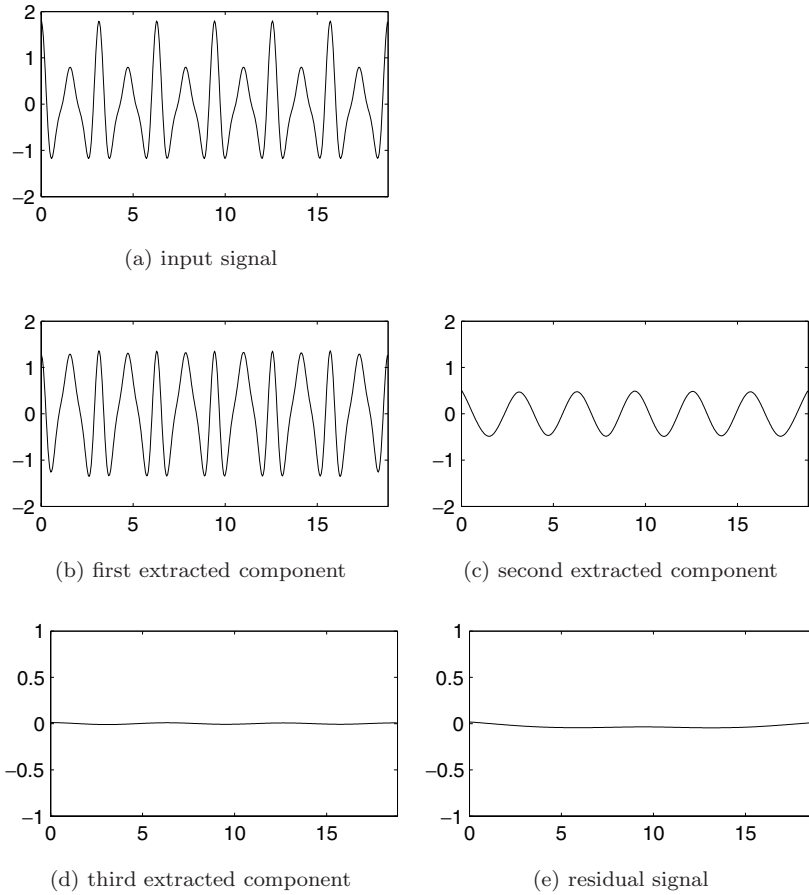 2
1
0
−1
−2
0 5 10 15
(a) input signal
2
1
0
−1
−2
0 5 10 15
(b) first extracted component
2
1
0
−1
−2
0 5 10 15
(c) second extracted component
1
0.5
0
−0.5
−1
0 5 10 15
(d) third extracted component
1
0.5
0
−0.5
−1
0 5 10 15
(e) residual signal